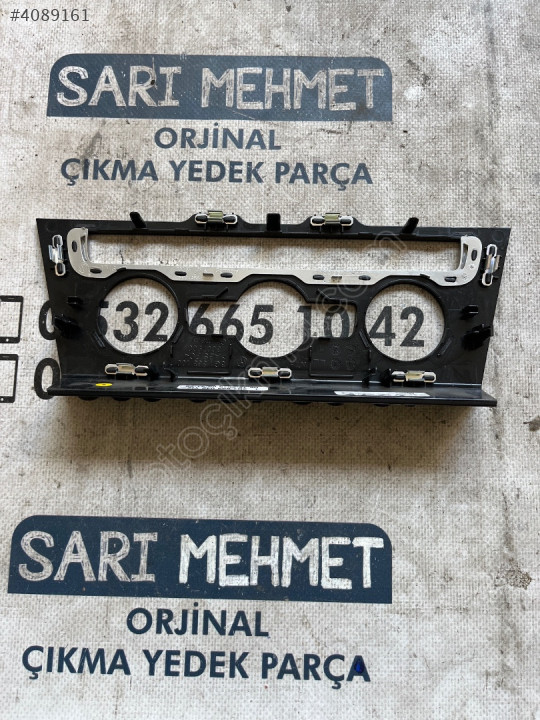 #4089161
SARI MEHMET
ORJİNAL
ÇIKMA YEDEK PARÇA
0532 665 10 42
SARI MEHMET
ORJİNAL
ÇIKMA YEDEK PARÇA